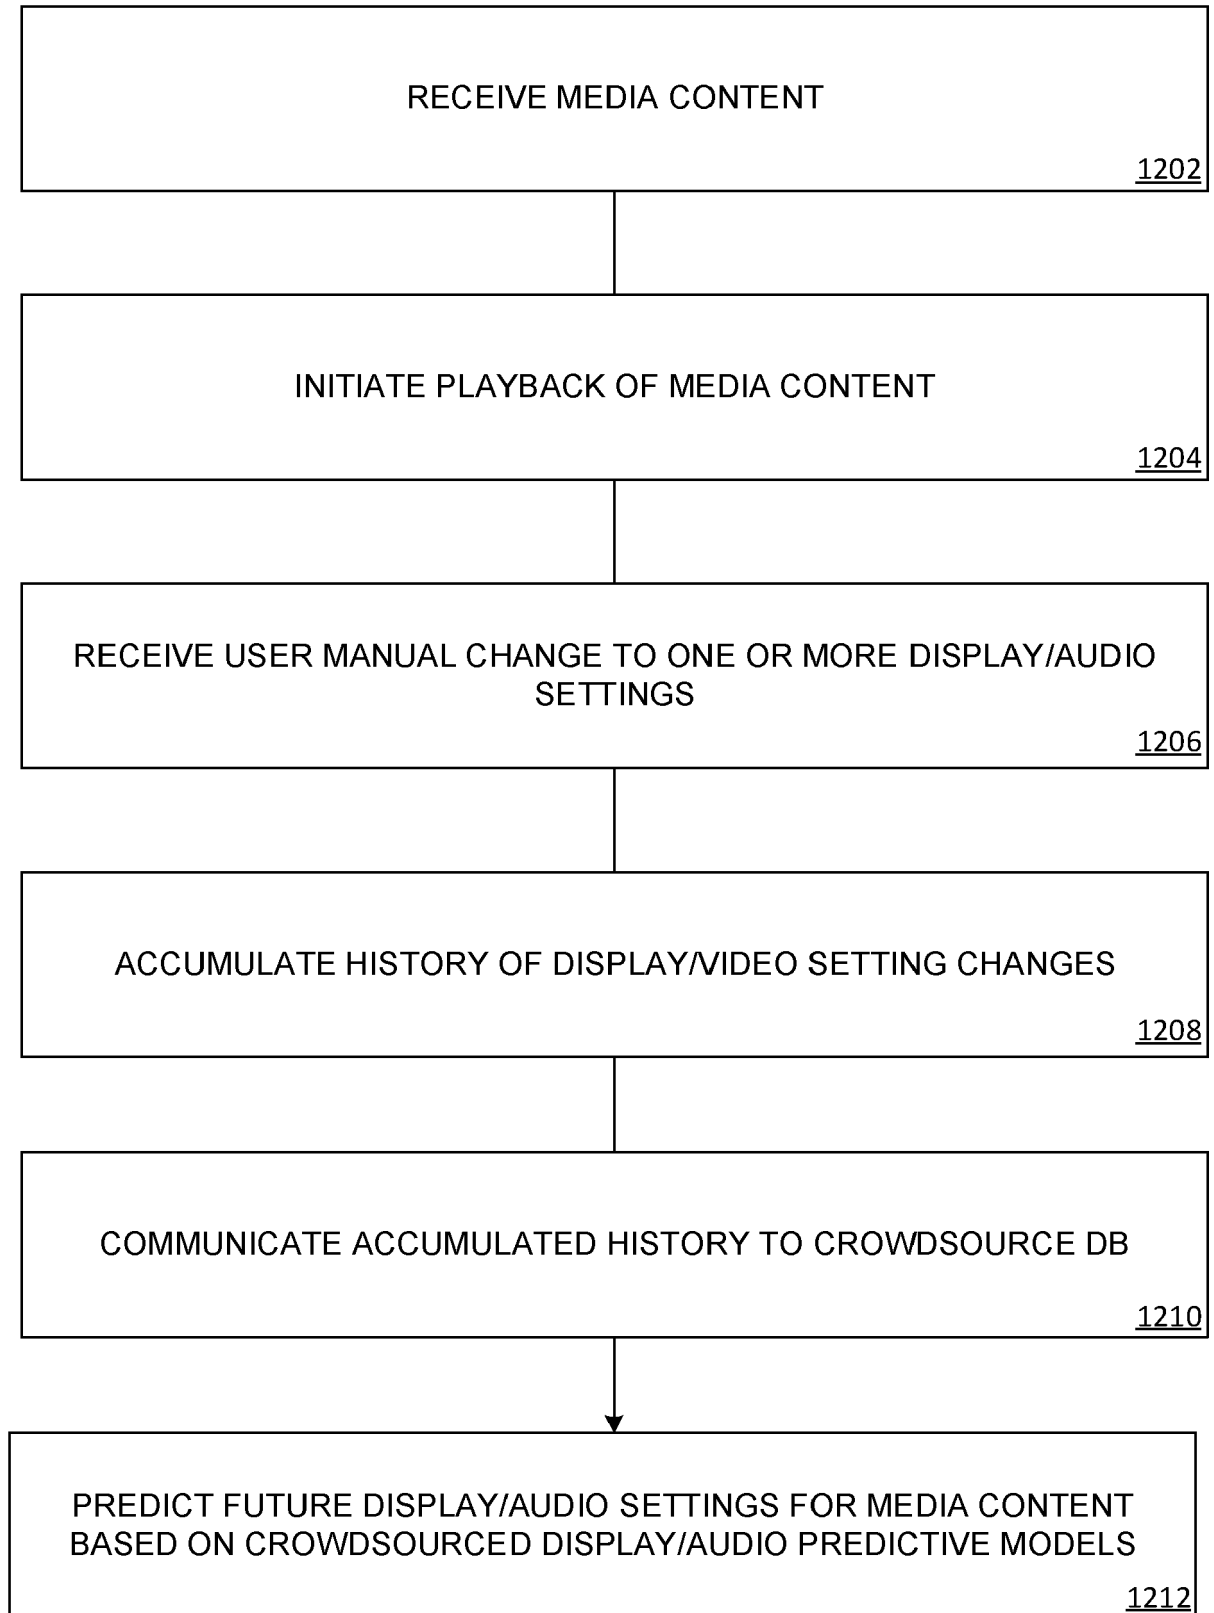 RECEIVE MEDIA CONTENT
1202
INITIATE PLAYBACK OF MEDIA CONTENT
1204
RECEIVE USER MANUAL CHANGE TO ONE OR MORE DISPLAY/AUDIO
SETTINGS
1206
ACCUMULATE HISTORY OF DISPLAY/VIDEO SETTING CHANGES
1208
COMMUNICATE ACCUMULATED HISTORY TO CROWDSOURCE DB
1210
PREDICT FUTURE DISPLAY/AUDIO SETTINGS FOR MEDIA CONTENT
BASED ON CROWDSOURCED DISPLAY/AUDIO PREDICTIVE MODELS
1212